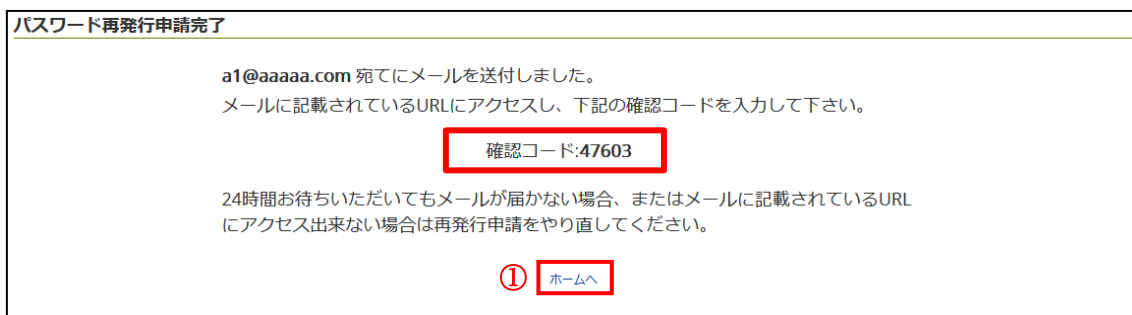 パスワード再発行申請完了
a1@aaaaa.com 宛てにメールを送付しました。
メールに記載されているURLにアクセスし、下記の確認コードを入力して下さい。
確認コード:47603
24時間お待ちいただいてもメールが届かない場合、またはメールに記載されているURL
にアクセス出来ない場合は再発行申請をやり直してください。
① ホームへ